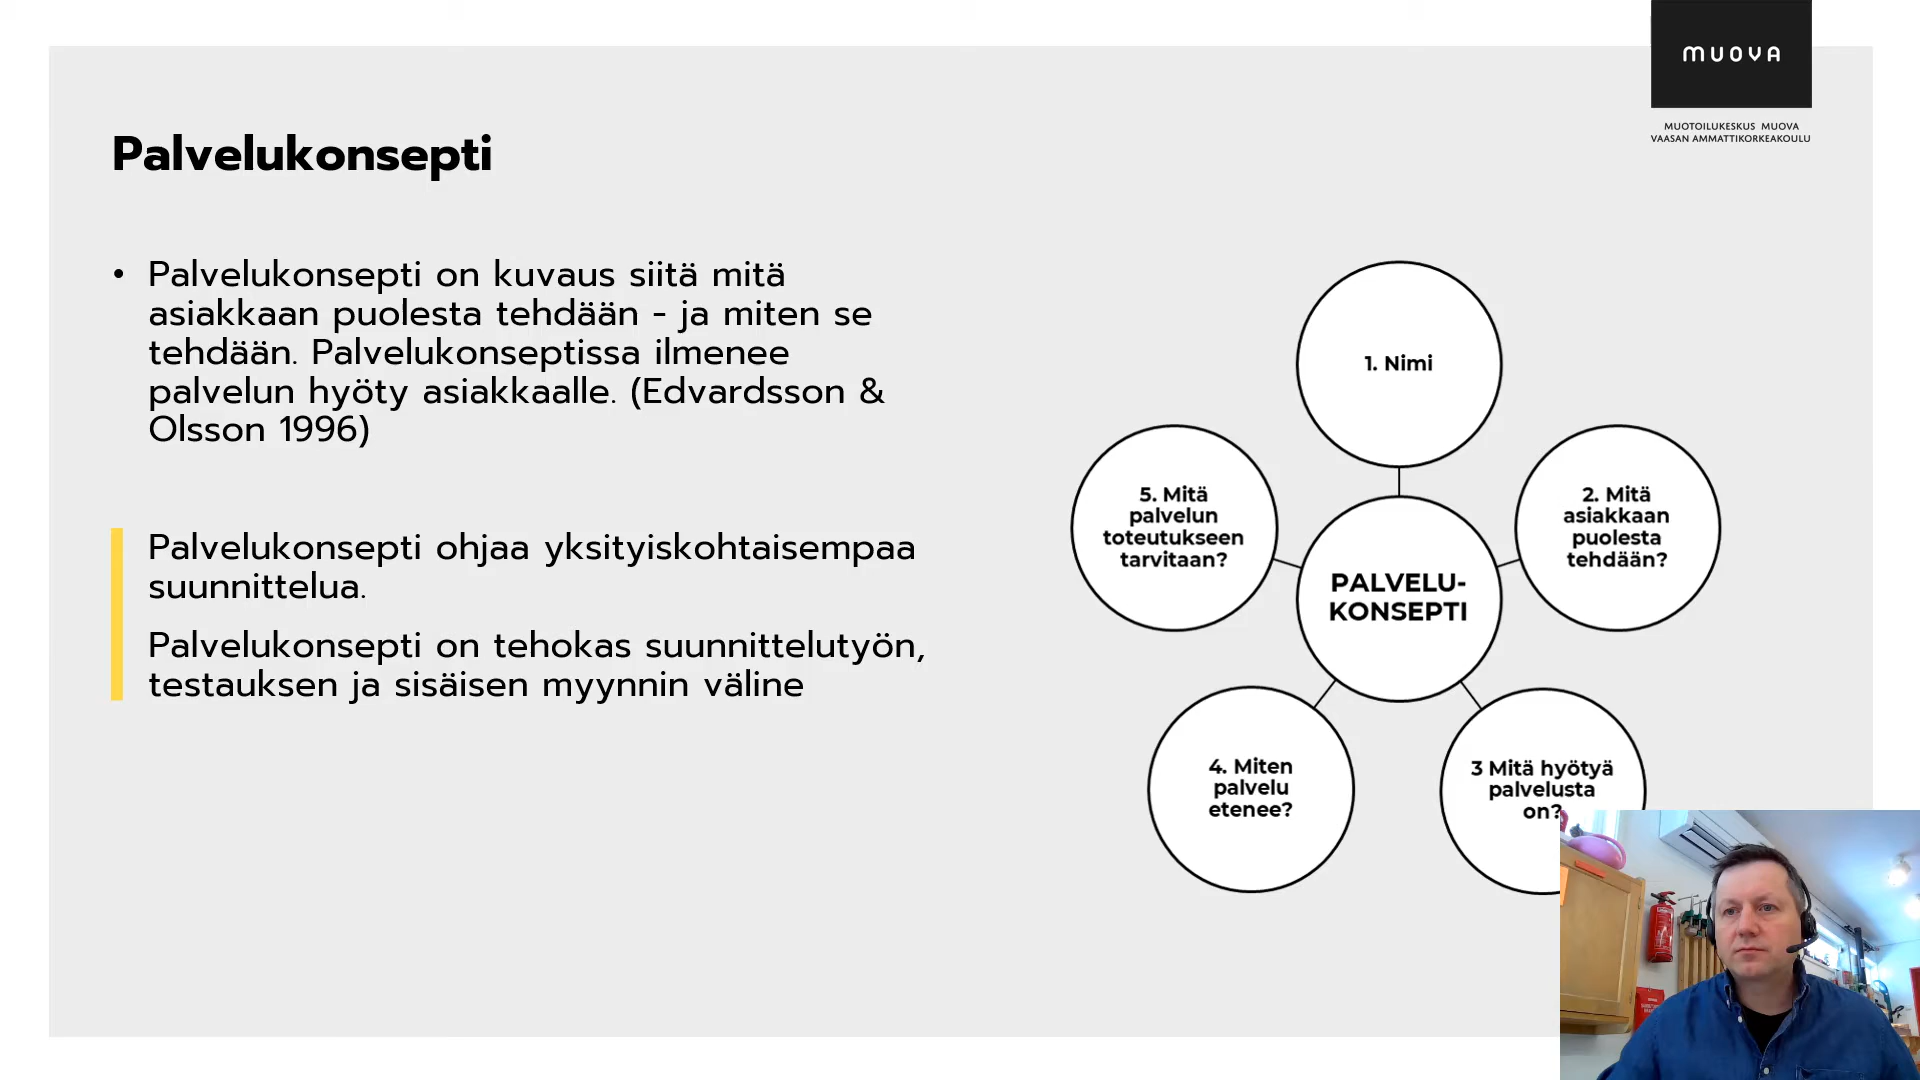 MUOVA
MUOTOILUKESKUS MUOVA
VAASAN AMMATTIKORKEAKOULU
Palvelukonsepti
• Palvelukonsepti on kuvaus siitä mitä
asiakkaan puolesta tehdään - ja miten se
tehdään. Palvelukonseptissa ilmenee
palvelun hyöty asiakkaalle. (Edvardsson &
Olsson 1996)
Palvelukonsepti ohjaa yksityiskohtaisempaa
suunnittelua.
Palvelukonsepti on tehokas suunnittelutyön,
testauksen ja sisäisen myynnin väline
1. Nimi
2. Mitä
asiakkaan
puolesta
tehdään?
3 Mitä hyötyä
palvelusta
on?
4. Miten
palvelu
etenee?
5. Mitä
palvelun
toteutukseen
tarvitaan?
PALVELU-
KONSEPTI